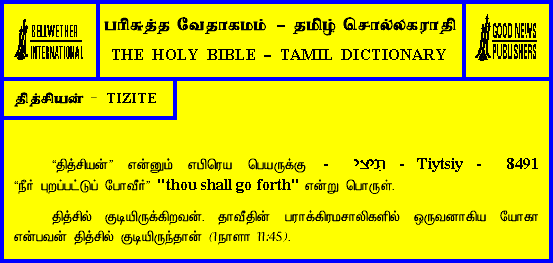 BELLWETHER
INTERNATIONAL
பரிசுத்த வேதாகமம் – தமிழ் சொல்லகராதி
THE HOLY BIBLE – TAMIL DICTIONARY
GOOD NEWS
PUBLISHERS
தித்சியன் – TIZITE
“தித்சியன்” என்னும் எபிரெய பெயருக்கு - תיצי - Tiytsiy - 8491
“நீர் புறப்பட்டுப் போவீர்” "thou shall go forth" என்று பொருள்.
தித்சில் குடியிருக்கிறவன். தாவீதின் பராக்கிரமசாலிகளில் ஒருவனாகிய யோகா
என்பவன் தித்சில் குடியிருந்தான் (1நாளா 11:45).